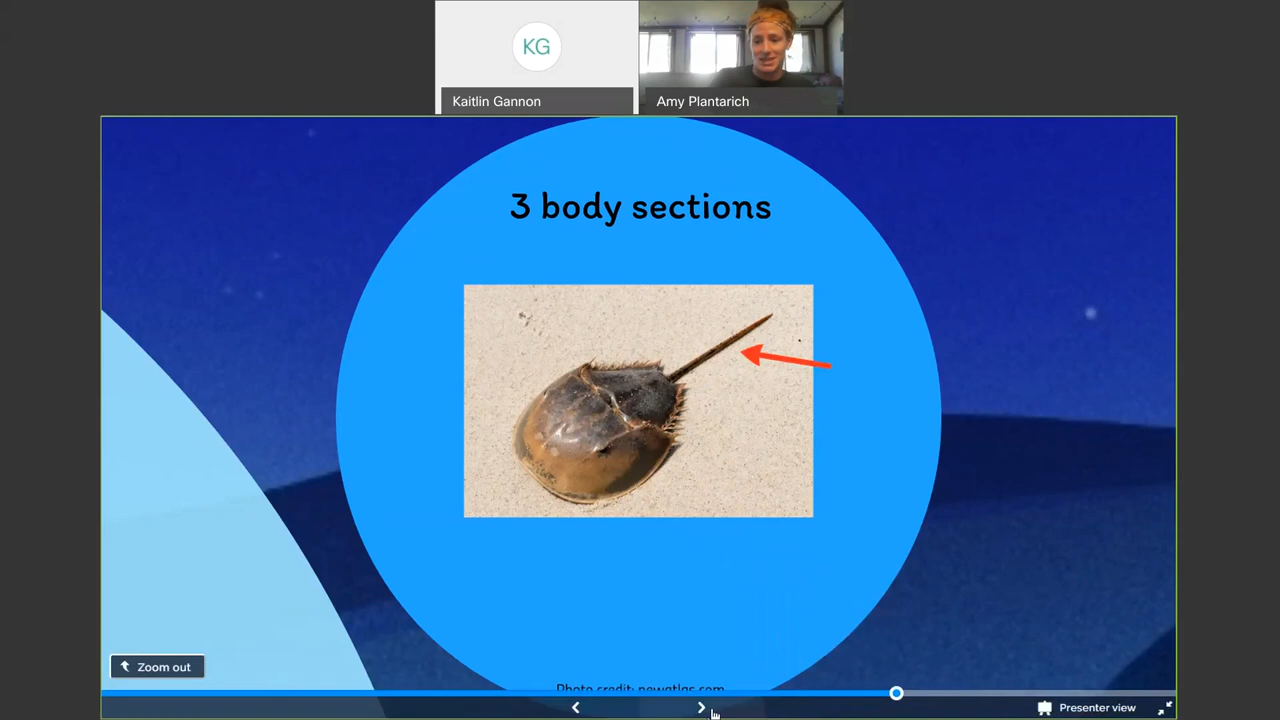 KG
Kaitlin Gannon
Amy Plantarich
3 body sections
Zoom out
Photo credit: newatlas.com
Presenter view